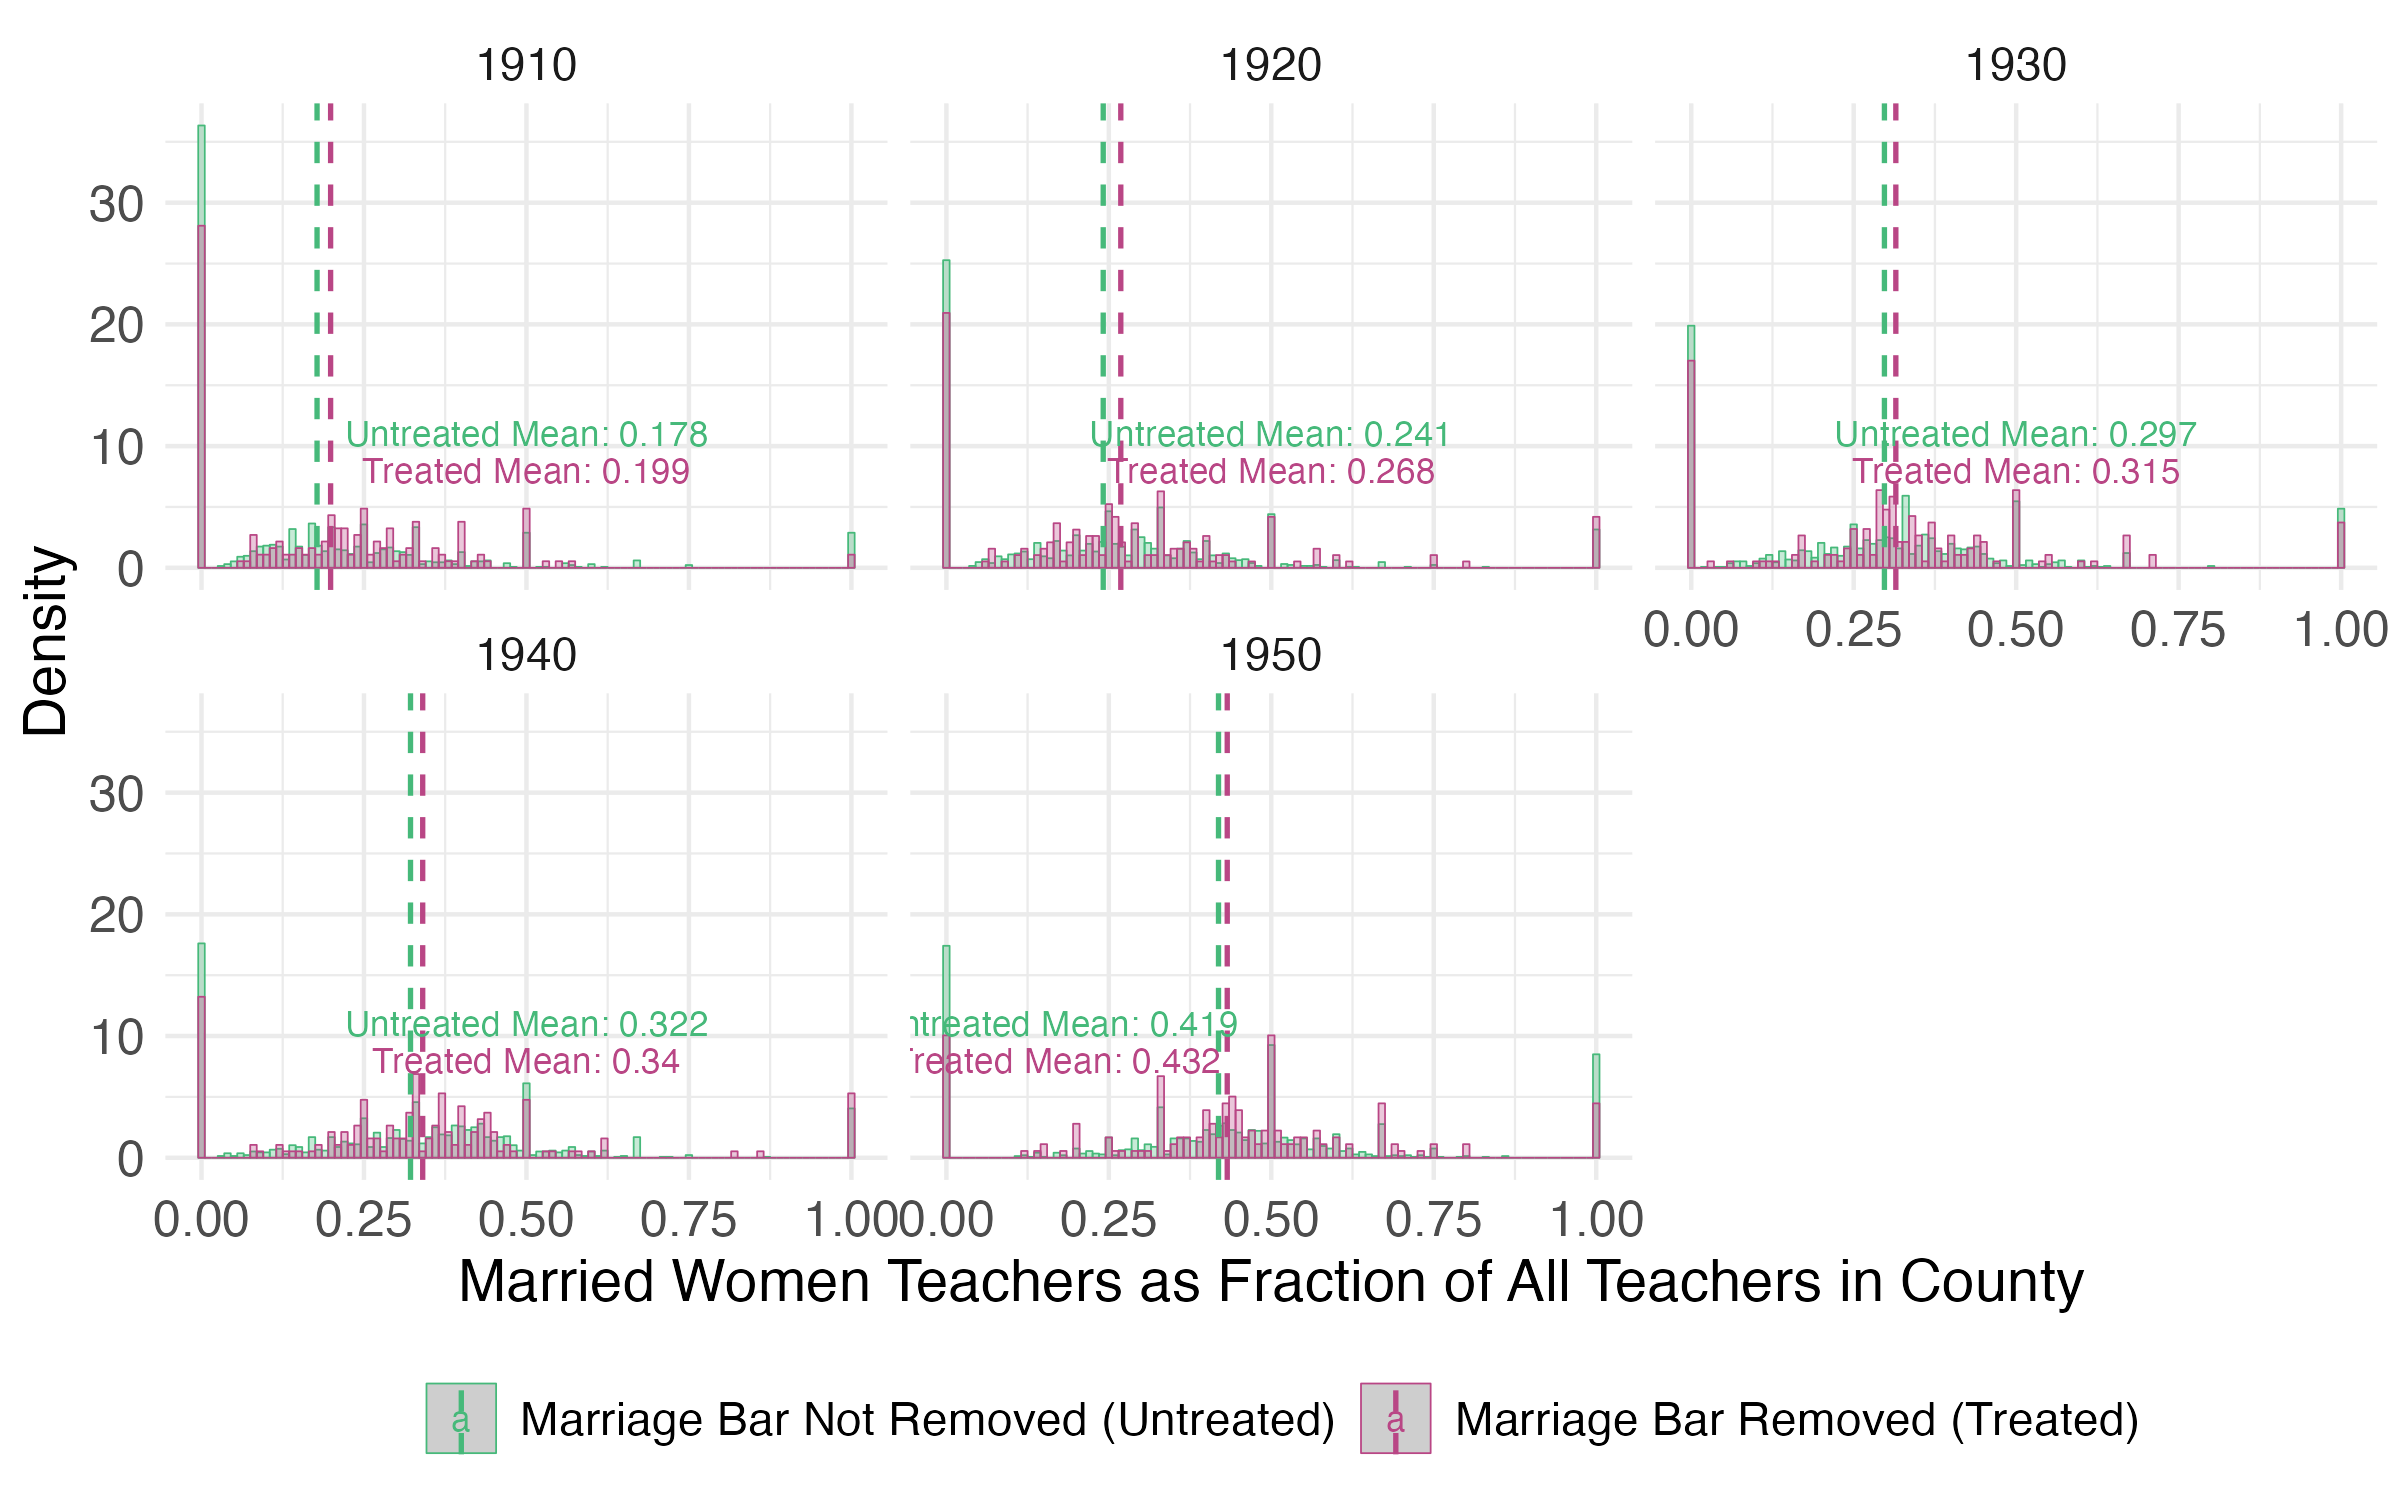 1910
1920
1930
Density
30
20
10
0
Untreated Mean: 0.178
Treated Mean: 0.199
Untreated Mean: 0.241
Treated Mean: 0.268
Untreated Mean: 0.297
Treated Mean: 0.315
0.00 0.25 0.50 0.75 1.00
1940
1950
30
20
10
0
Untreated Mean: 0.322
Treated Mean: 0.34
ntreated Mean: 0.419
Treated Mean: 0.432
0.00 0.25 0.50 0.75 1.00
0.00 0.25 0.50 0.75 1.00
Married Women Teachers as Fraction of All Teachers in County
a Marriage Bar Not Removed (Untreated)
a Marriage Bar Removed (Treated)